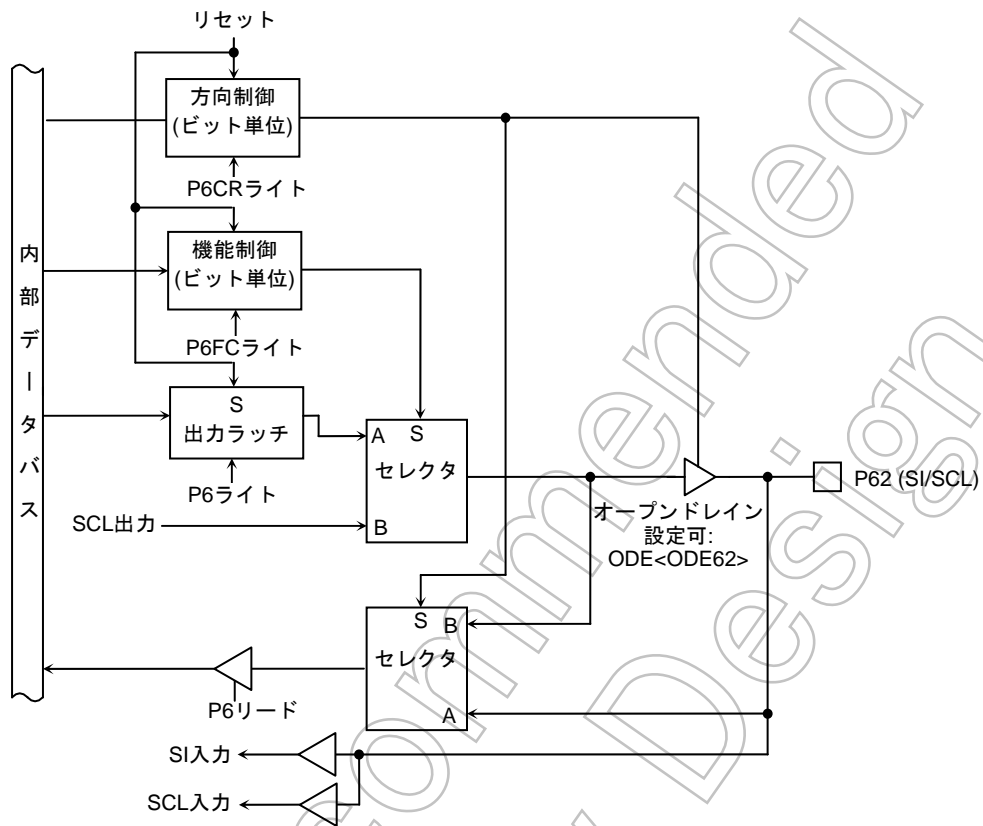 リセット
方向制御
(ビット単位)
P6CRライト
内部データバス
機能制御
(ビット単位)
P6FCライト
S
出力ラッチ
P6ライト
A
S
セレクタ
B
SCL出力
P62 (SI/SCL)
オープンドレイン
設定可:
ODE<ODE62>
S
B
セレクタ
A
P6リード
SI入力
SCL入力
ommended
Design